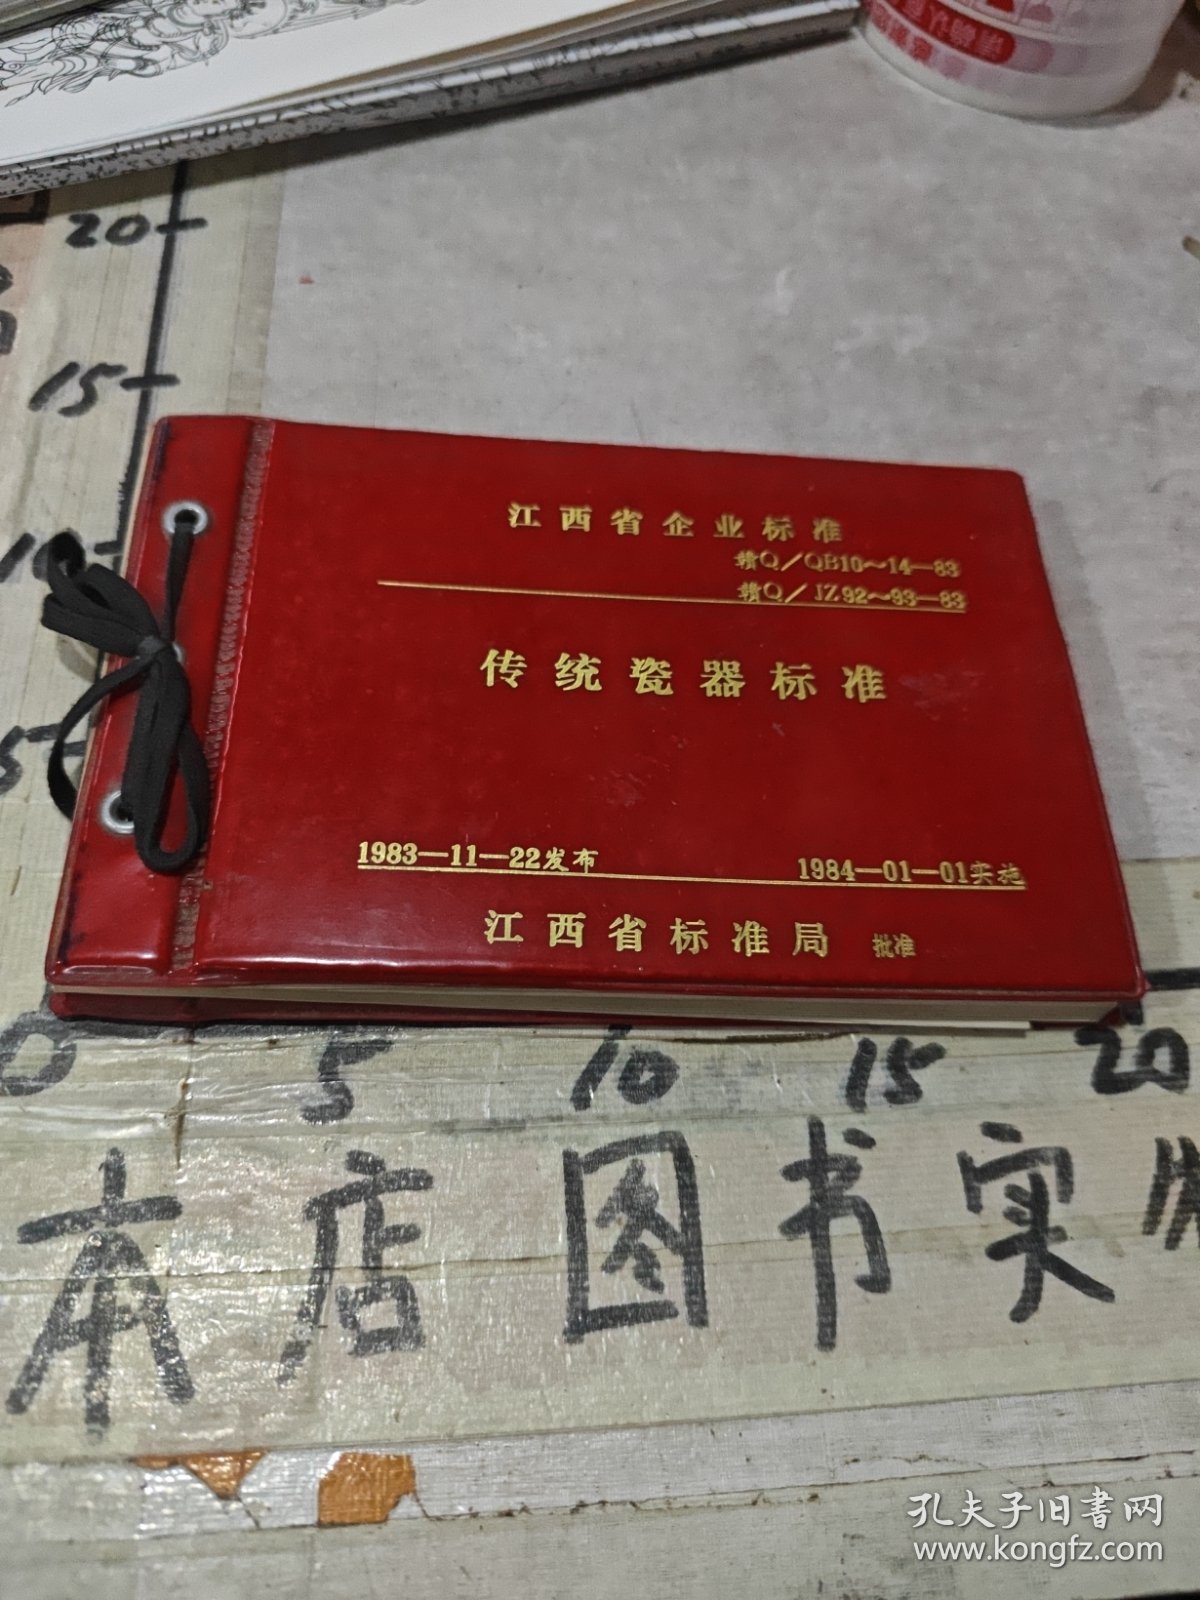 20
15
10
5
江西省企业标准
赣Q/QB10~14—83
赣Q/JZ92~93—83
传统瓷器标准
1983—11—22发布 1984—01—01实施
江西省标准局 批准
0 5 10 15 20
本店图书实
孔夫子旧书网
www.kongfz.com